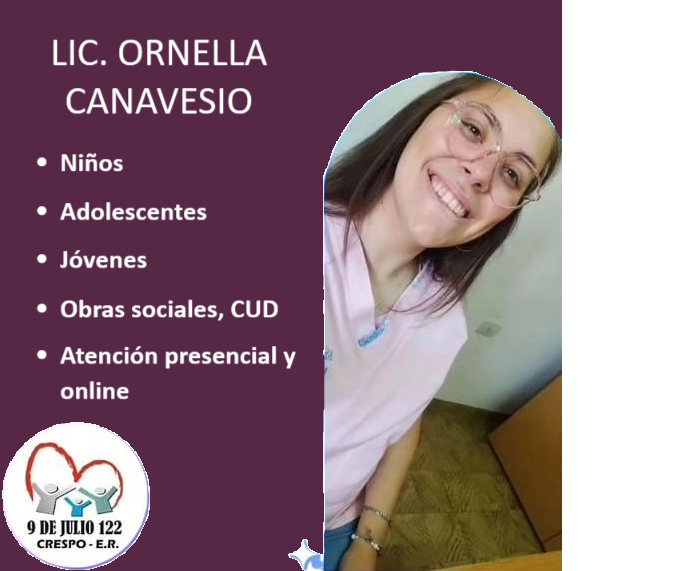 LIC. ORNELLA
CANAVESIO
• Niños
• Adolescentes
• Jóvenes
• Obras sociales, CUD
• Atención presencial y
online
9 DE JULIO 122
CRESPO - E.R.